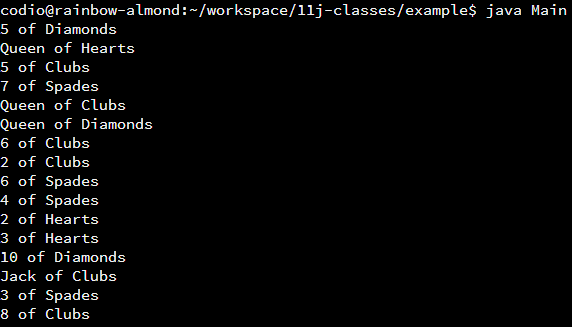 codio@rainbow-almond:~/workspace/11j-classes/example$ java Main
5 of Diamonds
Queen of Hearts
5 of Clubs
7 of Spades
Queen of Clubs
Queen of Diamonds
6 of Clubs
2 of Clubs
6 of Spades
4 of Spades
2 of Hearts
3 of Hearts
10 of Diamonds
Jack of Clubs
3 of Spades
8 of Clubs